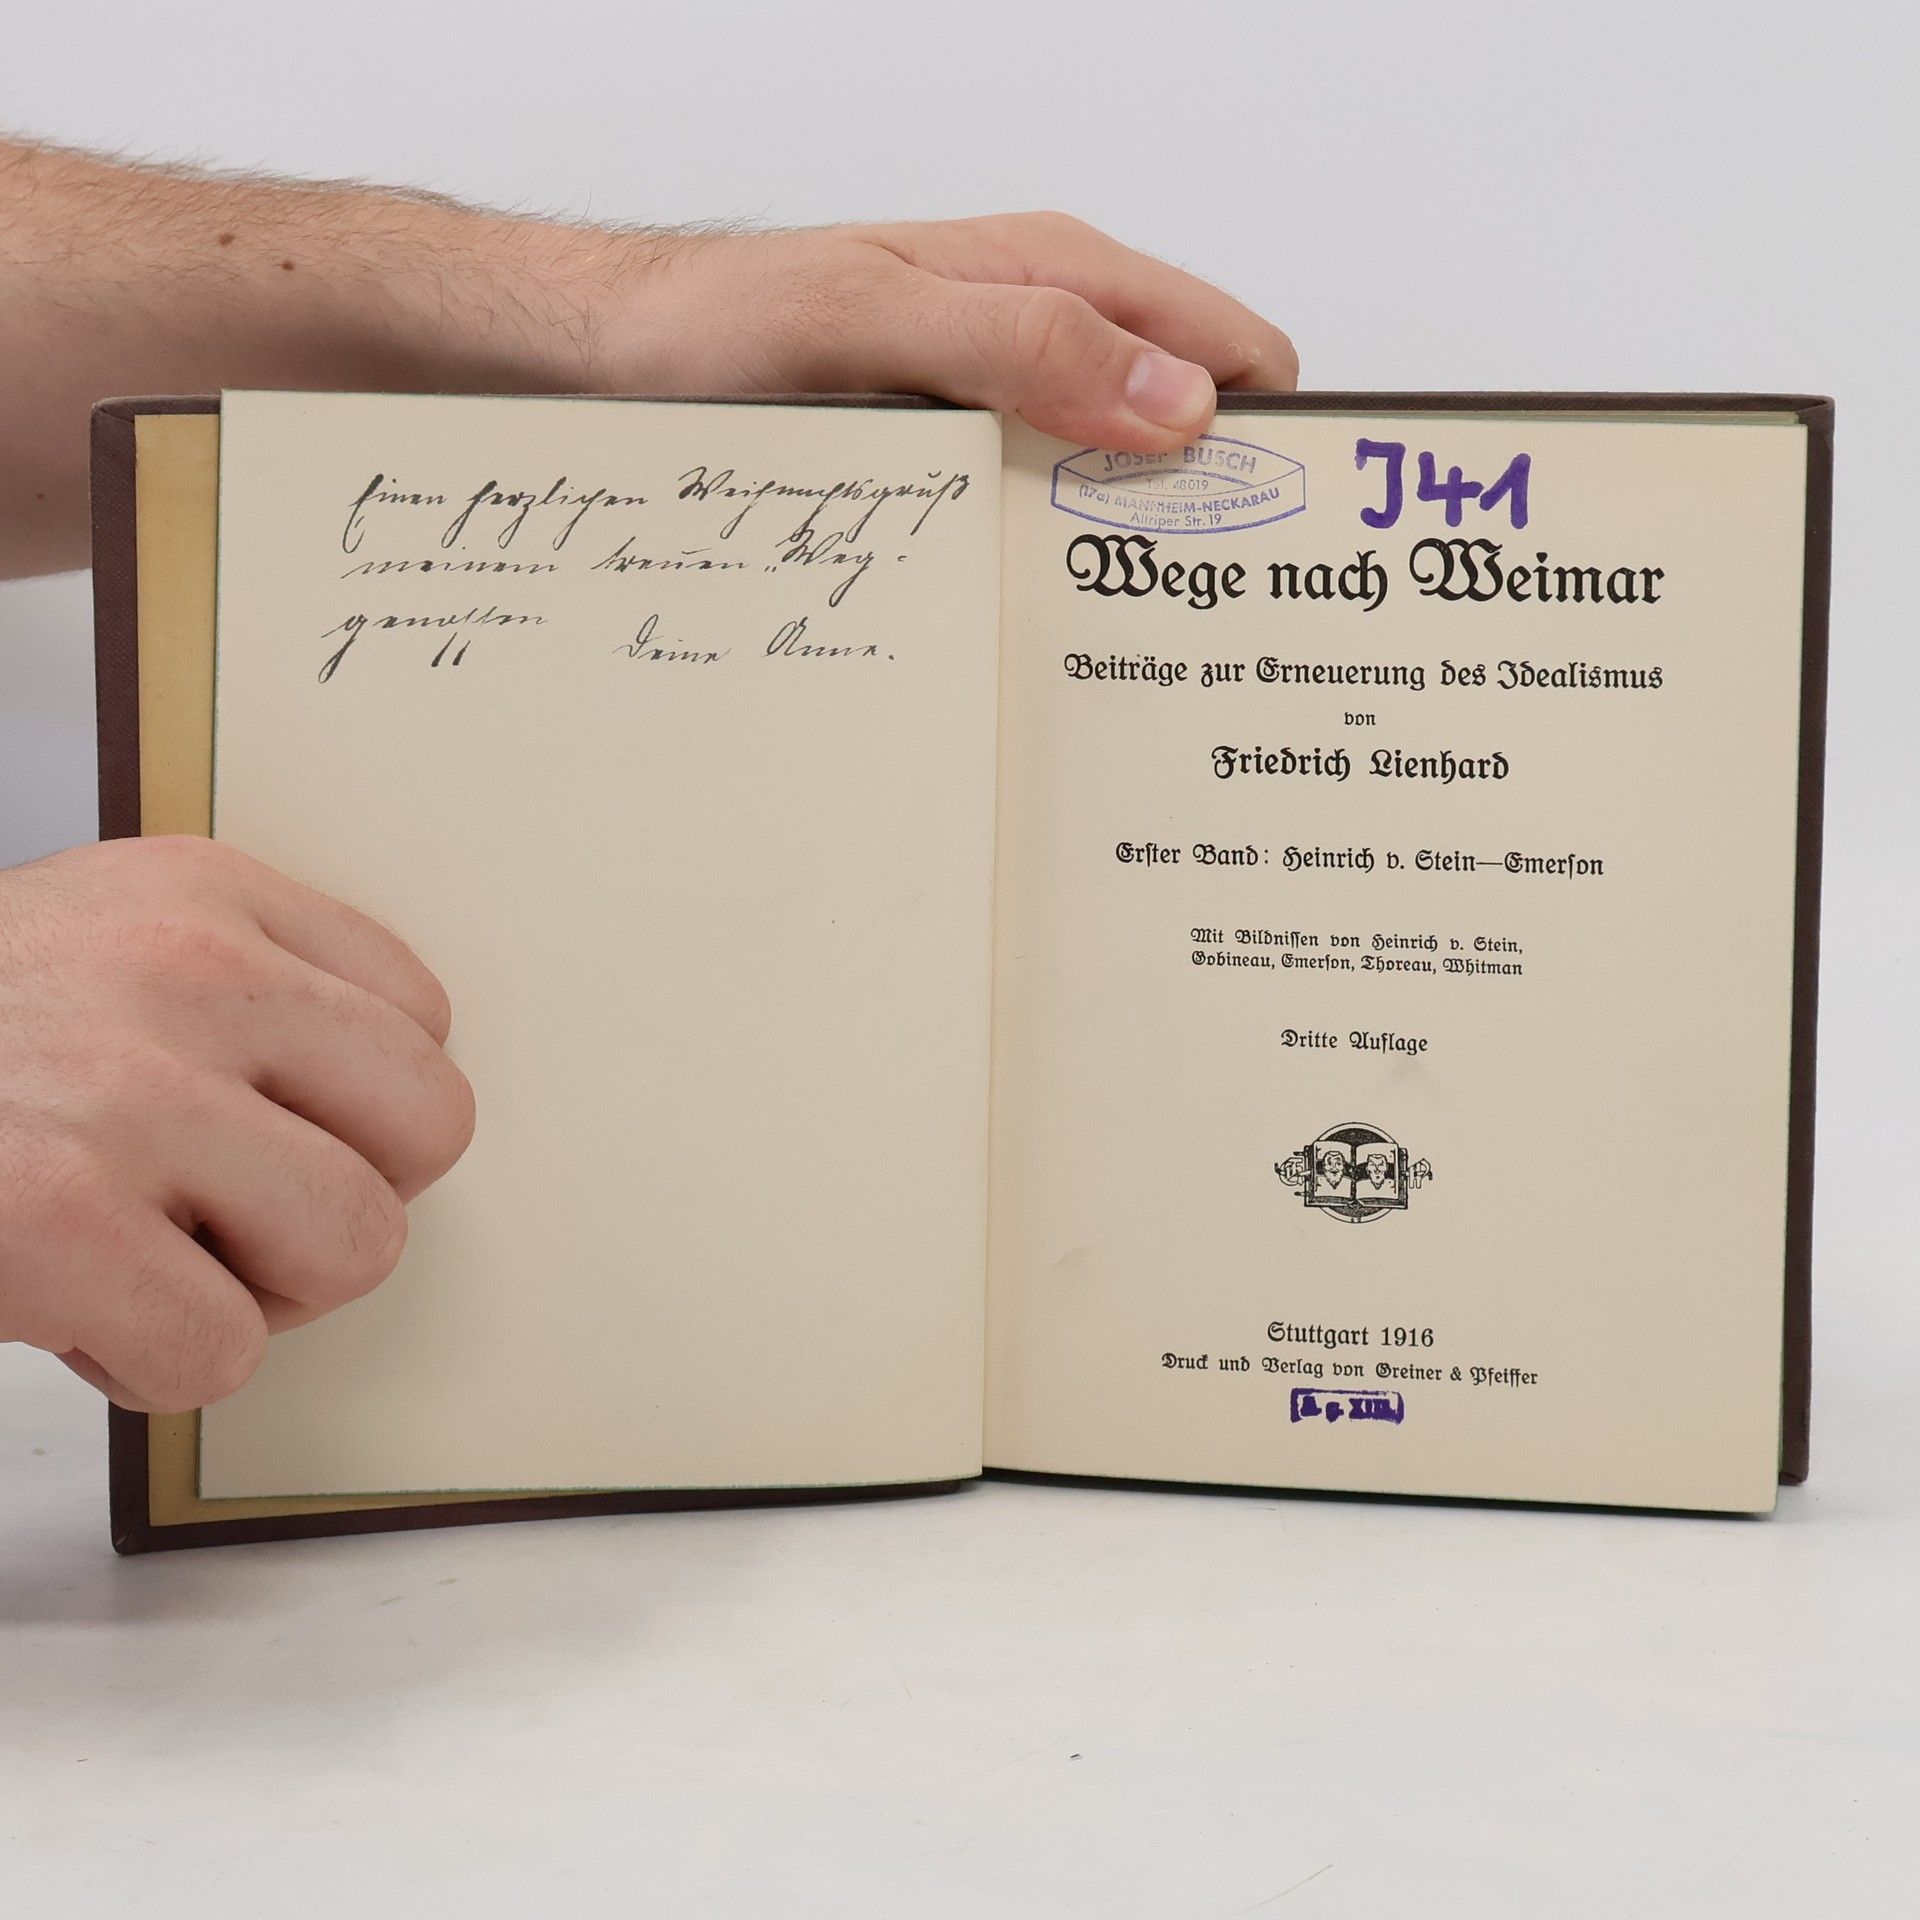 Einen herzlichen Weihnachtsgruß
meinem treuen „Weg-
genossen
Deine Anne.
JOSEF BUSCH
Tel. 48019
(17a) MANNHEIM-NECKARAU
Altriper Str. 19
J41
Wege nach Weimar
Beiträge zur Erneuerung des Idealismus
von
Friedrich Lienhard
Erſter Band: Heinrich v. Stein—Emerſon
Mit Bildniſſen von Heinrich v. Stein,
Gobineau, Emerſon, Thoreau, Whitman
Dritte Auflage
Stuttgart 1916
Druck und Verlag von Greiner & Pfeiffer